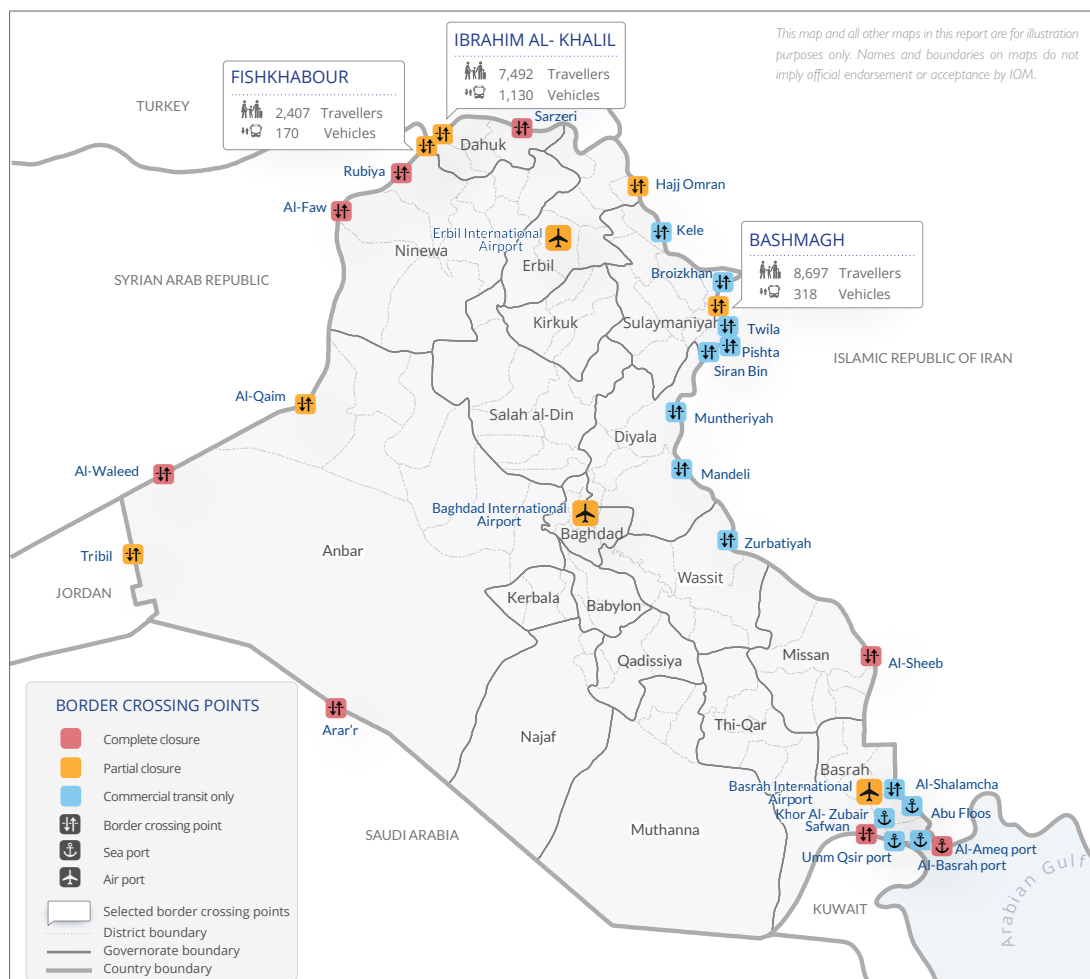 This map and all other maps in this report are for illustration
purposes only. Names and boundaries on maps do not
imply official endorsement or acceptance by IOM.
IBRAHIM AL- KHALIL
7,492 Travellers
1,130 Vehicles
FISHKHABOUR
2,407 Travellers
170 Vehicles
TURKEY
Sarzeri
Dahuk
Rubiya
Hajj Omran
Al-Faw
Kele
Erbil International
Airport
Ninewa
Erbil
BASHMAGH
8,697 Travellers
318 Vehicles
Broizkhan
SYRIAN ARAB REPUBLIC
Kirkuk
Sulaymaniyah
Twila
Pishta
Siran Bin
ISLAMIC REPUBLIC OF IRAN
Al-Qaim
Salah al-Din
Muntheriyah
Diyala
Al-Waleed
Mandeli
Baghdad International
Airport
Baghdad
Zurbatiyah
Tribil
Anbar
Wassit
JORDAN
Kerbala
Babylon
Qadissiya
Missan
Al-Sheeb
Arar'r
Najaf
Thi-Qar
Basrah
Basrah International
Airport
Al-Shalamcha
Khor Al- Zubair
Abu Floos
Safwan
SAUDI ARABIA
Muthanna
Umm Qsir port
Al-Ameq port
Al-Basrah port
KUWAIT
Arabian Gulf
BORDER CROSSING POINTS
Complete closure
Partial closure
Commercial transit only
Border crossing point
Sea port
Air port
Selected border crossing points
District boundary
Governorate boundary
Country boundary